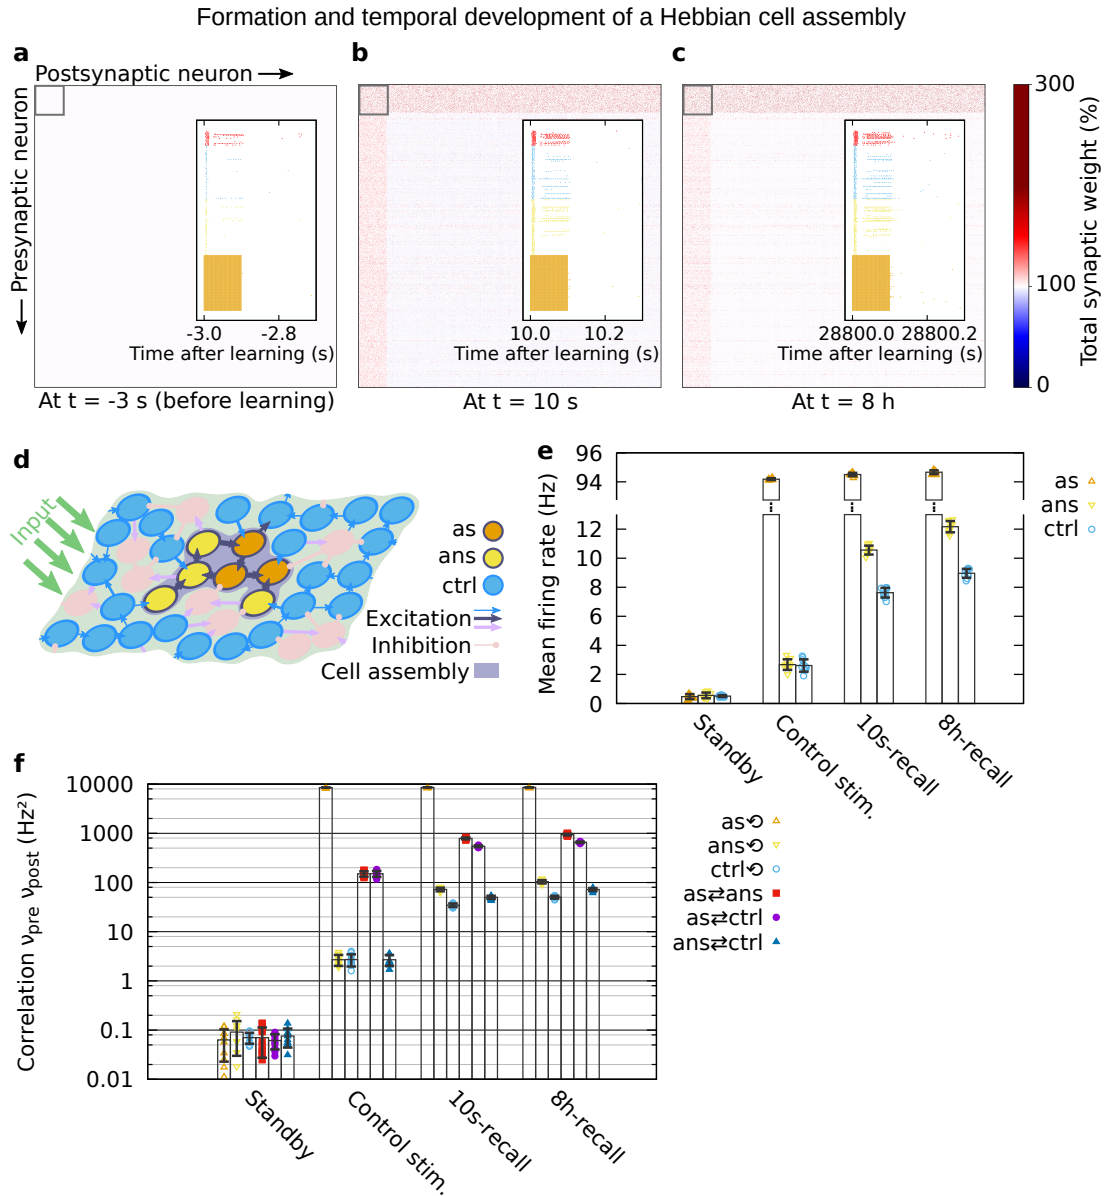 Formation and temporal development of a Hebbian cell assembly
a
Postsynaptic neuron
Presynaptic neuron
-3.0 -2.8
Time after learning (s)
At t = -3 s (before learning)
b
10.0 10.2
Time after learning (s)
At t = 10 s
c
28800.0 28800.2
Time after learning (s)
At t = 8 h
300
100
0
Total synaptic weight (%)
d
Input
as
ans
ctrl
Excitation
Inhibition
Cell assembly
e
Mean firing rate (Hz)
96
94
12
10
8
6
4
2
0
Standby
Control stim.
10s-recall
8h-recall
as
ans
ctrl
f
Correlation νpre νpost (Hz²)
10000
1000
100
10
1
0.1
0.01
Standby
Control stim.
10s-recall
8h-recall
as⟲
ans⟲
ctrl⟲
as⇄ans
as⇄ctrl
ans⇄ctrl